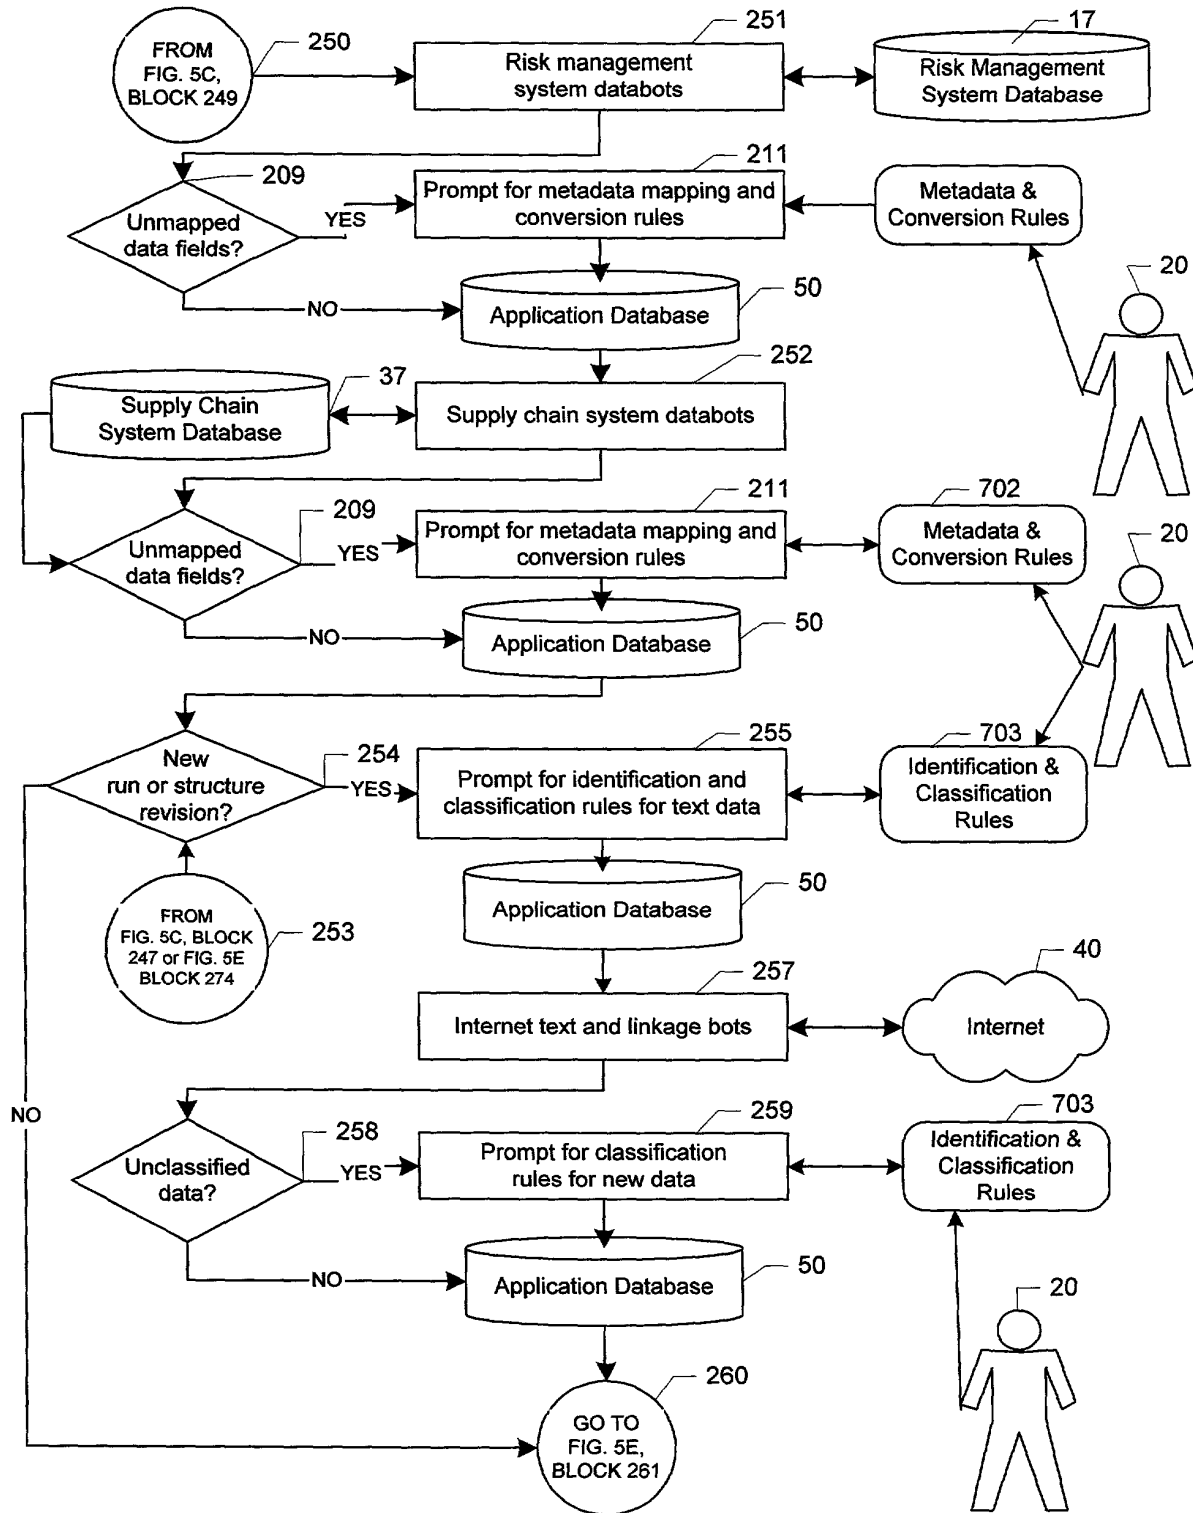 FROM
FIG. 5C,
BLOCK 249
250
251
Risk management
system databots
17
Risk Management
System Database
209
Unmapped
data fields?
YES
211
Prompt for metadata mapping and
conversion rules
Metadata &
Conversion Rules
20
NO
50
Application Database
37
Supply Chain
System Database
252
Supply chain system databots
209
Unmapped
data fields?
YES
211
Prompt for metadata mapping and
conversion rules
702
Metadata &
Conversion Rules
20
NO
50
Application Database
New
run or structure
revision?
254
YES
255
Prompt for identification and
classification rules for text data
703
Identification &
Classification
Rules
FROM
FIG. 5C, BLOCK
247 or FIG. 5E
BLOCK 274
253
50
Application Database
257
Internet text and linkage bots
40
Internet
NO
Unclassified
data?
258
YES
259
Prompt for classification
rules for new data
703
Identification &
Classification
Rules
NO
50
Application Database
20
260
GO TO
FIG. 5E,
BLOCK 261